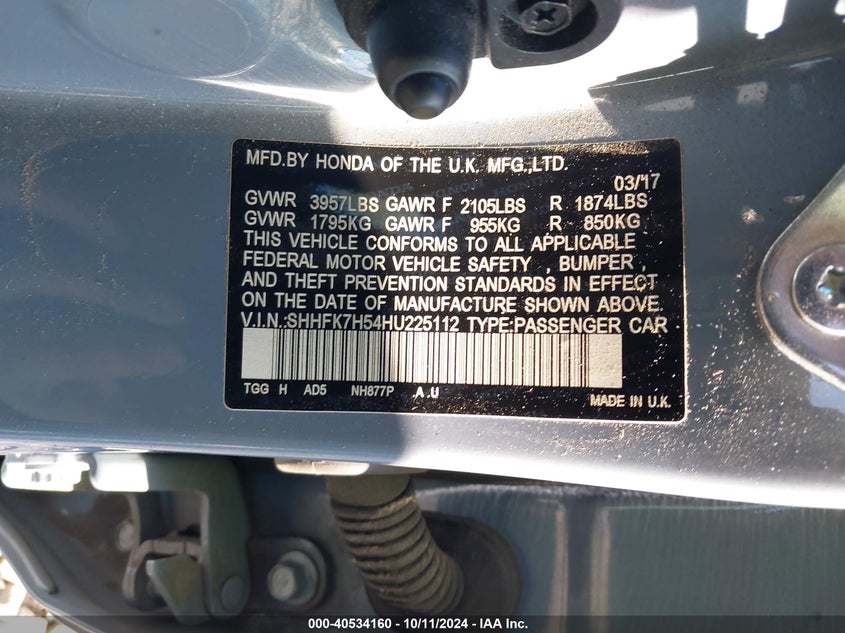 MFD.BY HONDA OF THE U.K. MFG.,LTD.
03/17
GVWR 3957LBS GAWR F 2105LBS R 1874LBS
GVWR 1795KG GAWR F 955KG R 850KG
THIS VEHICLE CONFORMS TO ALL APPLICABLE
FEDERAL MOTOR VEHICLE SAFETY , BUMPER ,
AND THEFT PREVENTION STANDARDS IN EFFECT
ON THE DATE OF MANUFACTURE SHOWN ABOVE.
V.I.N.:SHHFK7H54HU225112 TYPE:PASSENGER CAR
TGG H AD5 NH877P A.U
MADE IN U.K.
000-40534160 - 10/11/2024 - IAA Inc.